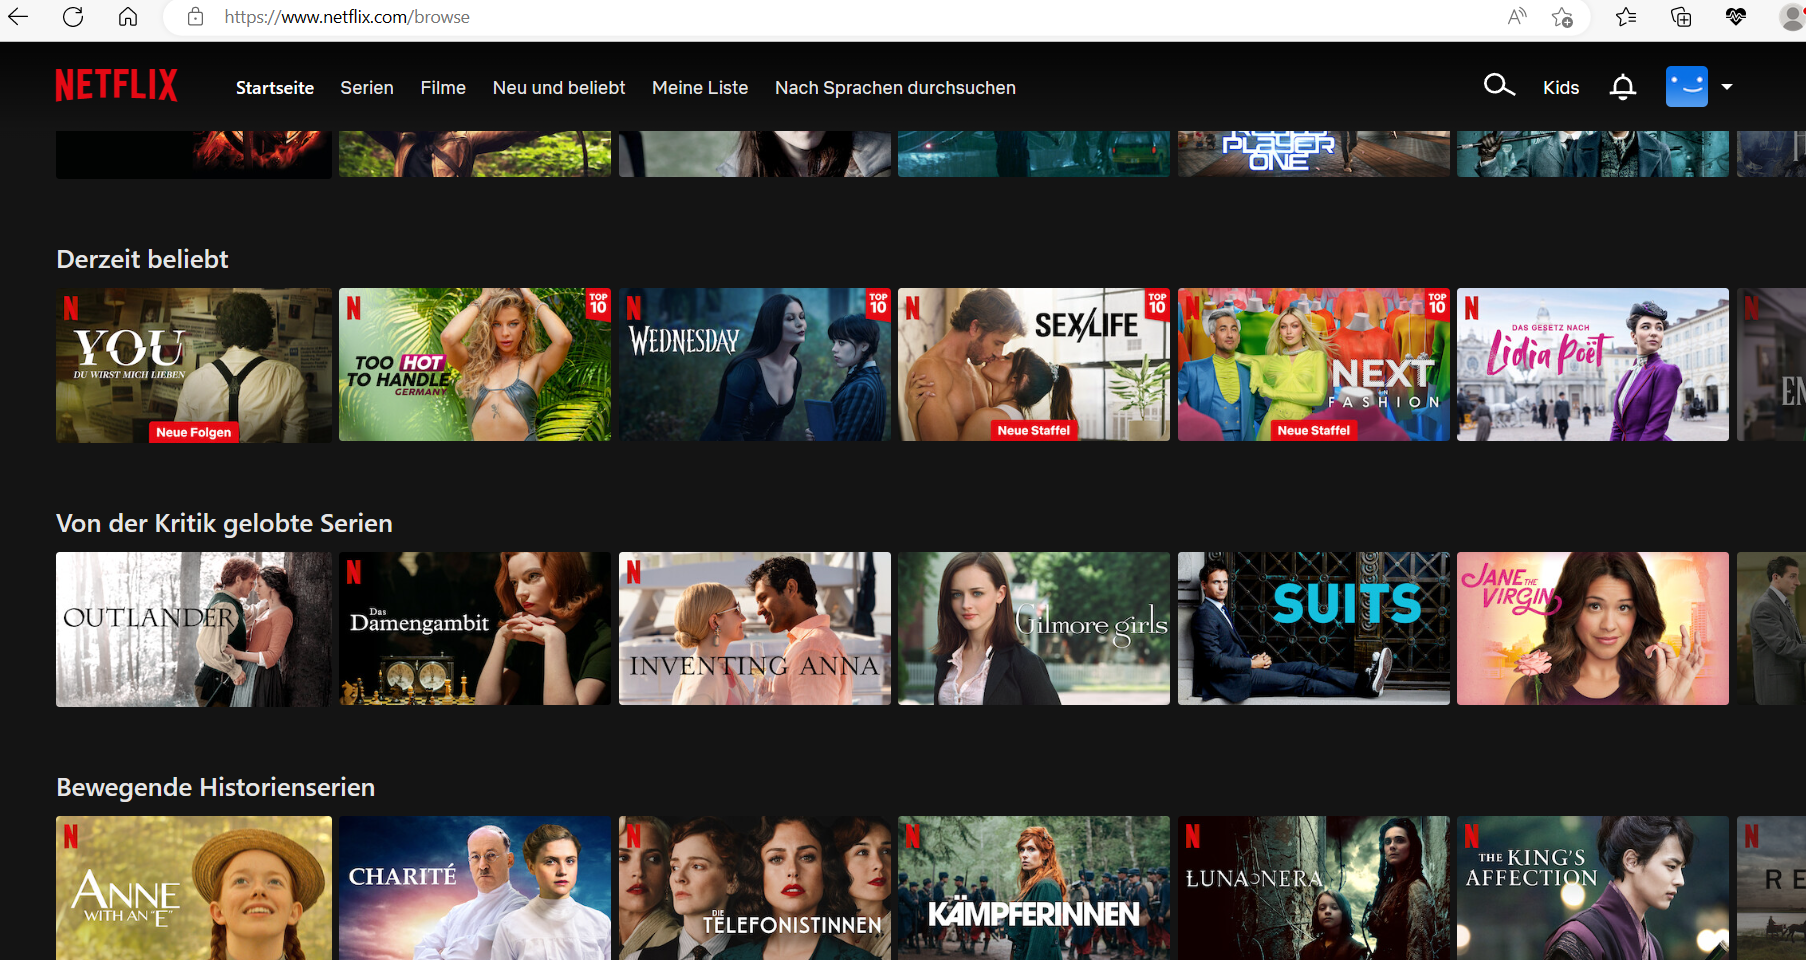 https://www.netflix.com/browse
NETFLIX
Startseite
Serien
Filme
Neu und beliebt
Meine Liste
Nach Sprachen durchsuchen
Kids
PLAYER
ONE
Derzeit beliebt
N
YOU
DU WIRST MICH LIEBEN
Neue Folgen
N
TOP
10
TOO HOT
TO HANDLE
GERMANY
N
TOP
10
WEDNESDAY
N
TOP
10
SEX/LIFE
Neue Staffel
N
TOP
10
NEXT
IN
FASHION
Neue Staffel
N
DAS GESETZ NACH
Lidia Poët
N
Von der Kritik gelobte Serien
OUTLANDER
N
Das
Damengambit
N
INVENTING ANNA
Gilmore girls
SUITS
JANE THE
VIRGIN
Bewegende Historienserien
N
ANNE
WITH AN "E"
CHARITÉ
N
DIE
TELEFONISTINNEN
N
KÄMPFERINNEN
N
LUNA NERA
N
THE KING'S
AFFECTION
N